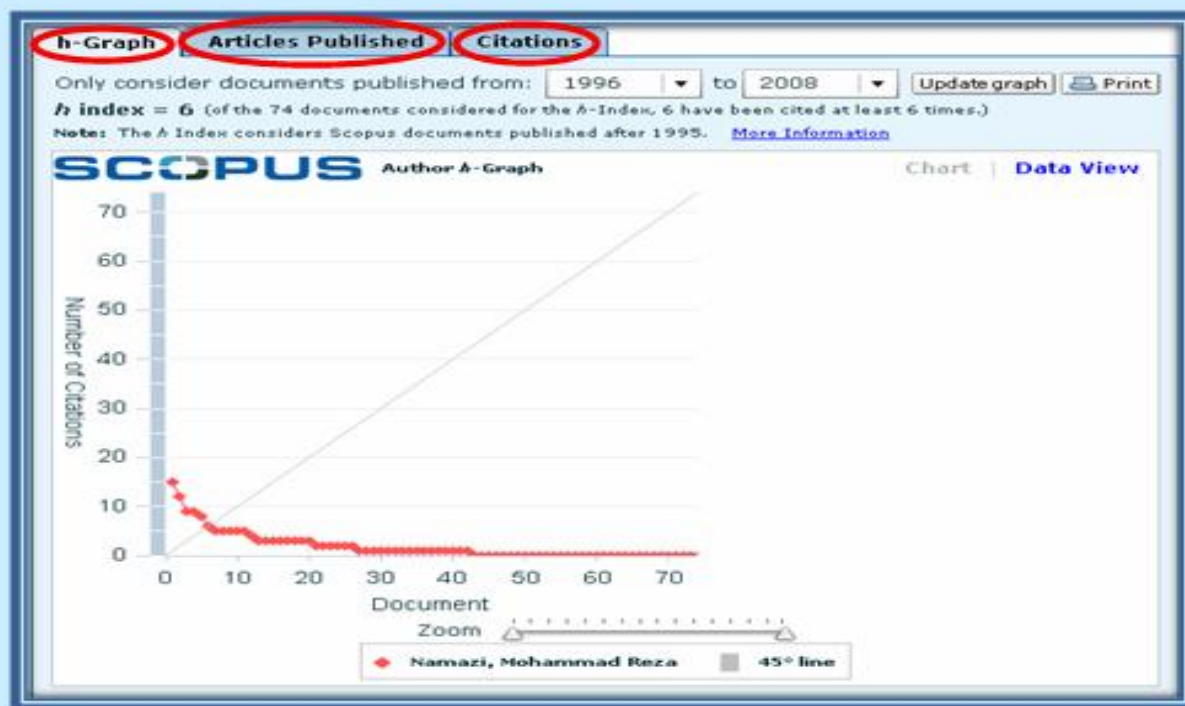 h-Graph Articles Published Citations
Only consider documents published from: 1996 to 2008 Update graph Print
h index = 6 (of the 74 documents considered for the h-Index, 6 have been cited at least 6 times.)
Note: The h Index considers Scopus documents published after 1995. More Information
SCOPUS Author h-Graph Chart | Data View
70
60
50
40
30
20
10
0
Number of Citations
0 10 20 30 40 50 60 70
Document
Zoom
Namazi, Mohammad Reza 45° line